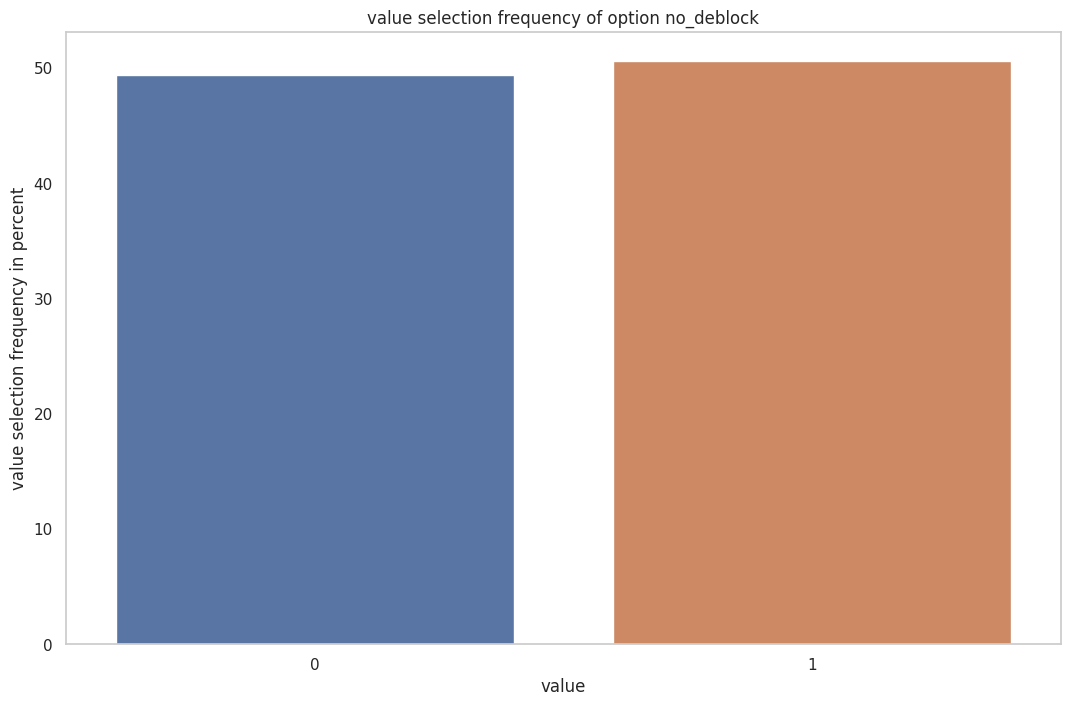 value selection frequency of option no_deblock
value selection frequency in percent
50
40
30
20
10
0
0
1
value